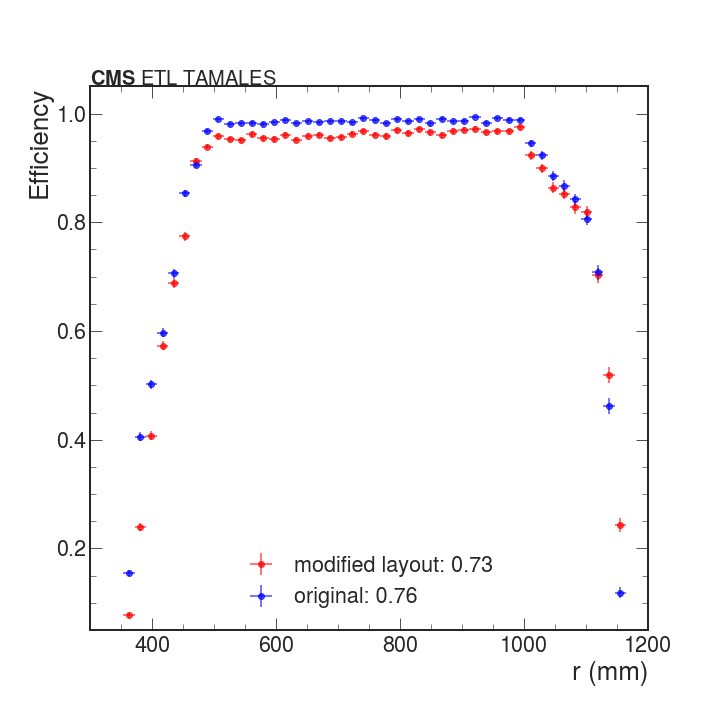 CMS ETL TAMALES
Efficiency
1.0
0.8
0.6
0.4
0.2
modified layout: 0.73
original: 0.76
400 600 800 1000 1200
r (mm)